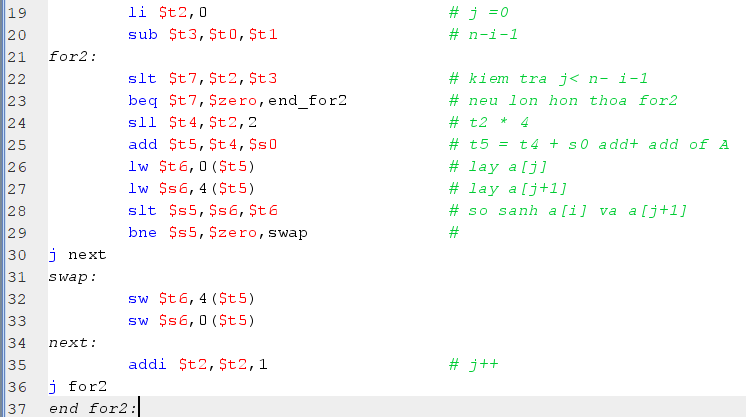 19 li $t2,0 # j =0
20 sub $t3,$t0,$t1 # n-i-1
21 for2:
22 slt $t7,$t2,$t3 # kiem tra j< n- i-1
23 beq $t7,$zero,end_for2 # neu lon hon thoa for2
24 sll $t4,$t2,2 # t2 * 4
25 add $t5,$t4,$s0 # t5 = t4 + s0 add+ add of A
26 lw $t6,0($t5) # lay a[j]
27 lw $s6,4($t5) # lay a[j+1]
28 slt $s5,$s6,$t6 # so sanh a[i] va a[j+1]
29 bne $s5,$zero,swap #
30 j next
31 swap:
32 sw $t6,4($t5)
33 sw $s6,0($t5)
34 next:
35 addi $t2,$t2,1 # j++
36 j for2
37 end for2: